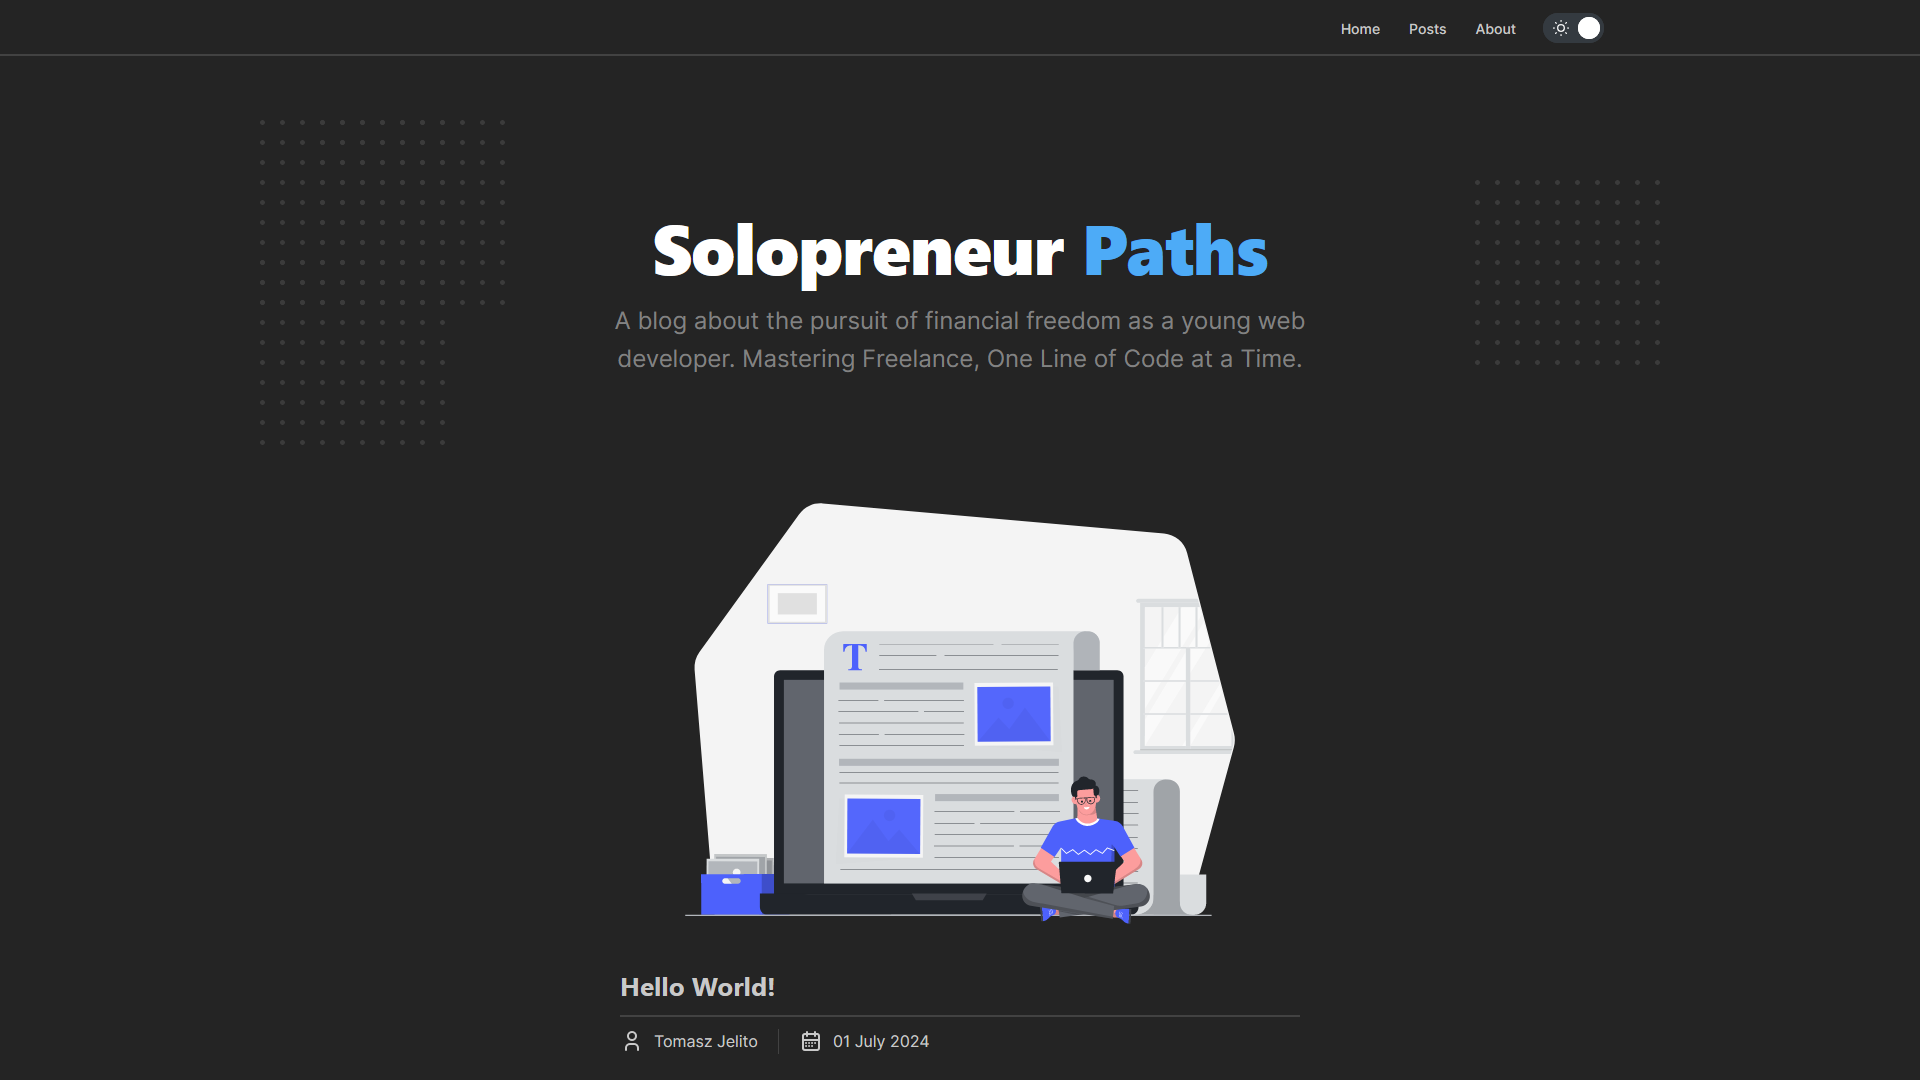 Home Posts About
Solopreneur Paths
A blog about the pursuit of financial freedom as a young web
developer. Mastering Freelance, One Line of Code at a Time.
T
Hello World!
Tomasz Jelito 01 July 2024